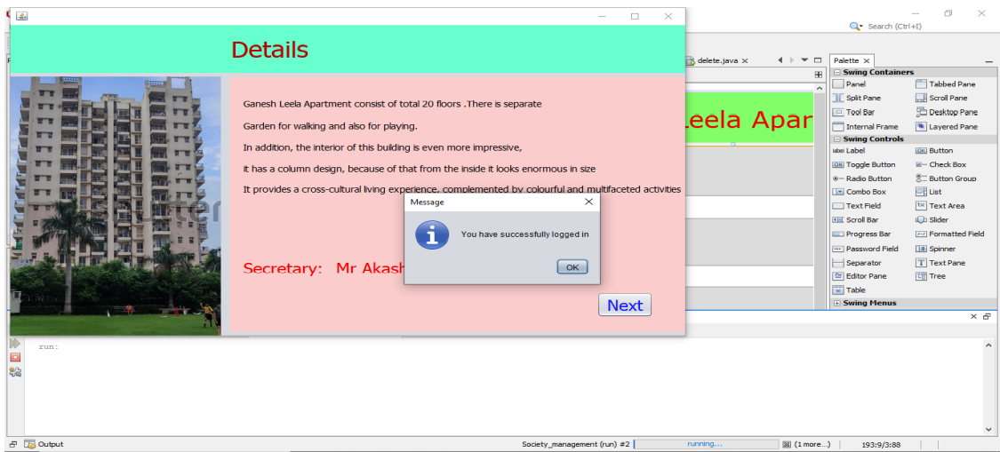 Search (Ctrl+I)
Details
delete.java ×
Palette ×
Swing Containers
Panel
Tabbed Pane
Split Pane
Scroll Pane
Tool Bar
Desktop Pane
Internal Frame
Layered Pane
Swing Controls
label Label
OK Button
ON Toggle Button
Check Box
Radio Button
Button Group
Combo Box
List
Text Field
Text Area
Scroll Bar
Slider
Progress Bar
Formatted Field
Password Field
Spinner
Separator
Text Pane
Editor Pane
Tree
Table
Swing Menus
Leela Apar
Ganesh Leela Apartment consist of total 20 floors .There is separate
Garden for walking and also for playing.
In addition, the interior of this building is even more impressive,
it has a column design, because of that from the inside it looks enormous in size
It provides a cross-cultural living experience, complemented by colourful and multifaceted activities
Message
You have successfully logged in
OK
Secretary: Mr Akash
Next
run:
Output
Society_management (run) #2
running...
(1 more...)
193:9/3:88